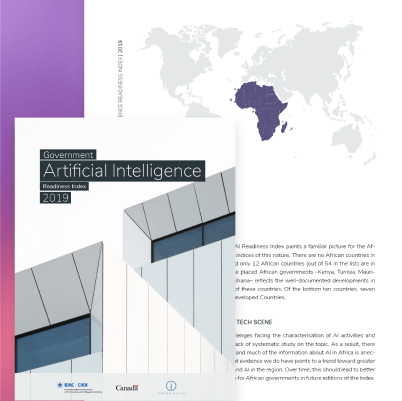 ENCE READINESS INDEX | 2019
Government
Artificial Intelligence
Readiness Index
2019
IDRC CRDI
Canada
OXFORD INSIGHTS
AI Readiness Index paints a familiar picture for the Af-
indices of this nature. There are no African countries in
d only 12 African countries (out of 54 in the list) are in
e placed African governments –Kenya, Tunisia, Mauri-
Ghana– reflects the well-documented developments in
of these countries. Of the bottom ten countries, seven
eveloped Countries.
TECH SCENE
lenges facing the characterisation of AI activities and
ack of systematic study on the topic. As a result, there
and much of the information about AI in Africa is anec-
t evidence we do have points to a trend toward greater
nd AI in the region. Over time, this should lead to better
s for African governments in future editions of the Index.